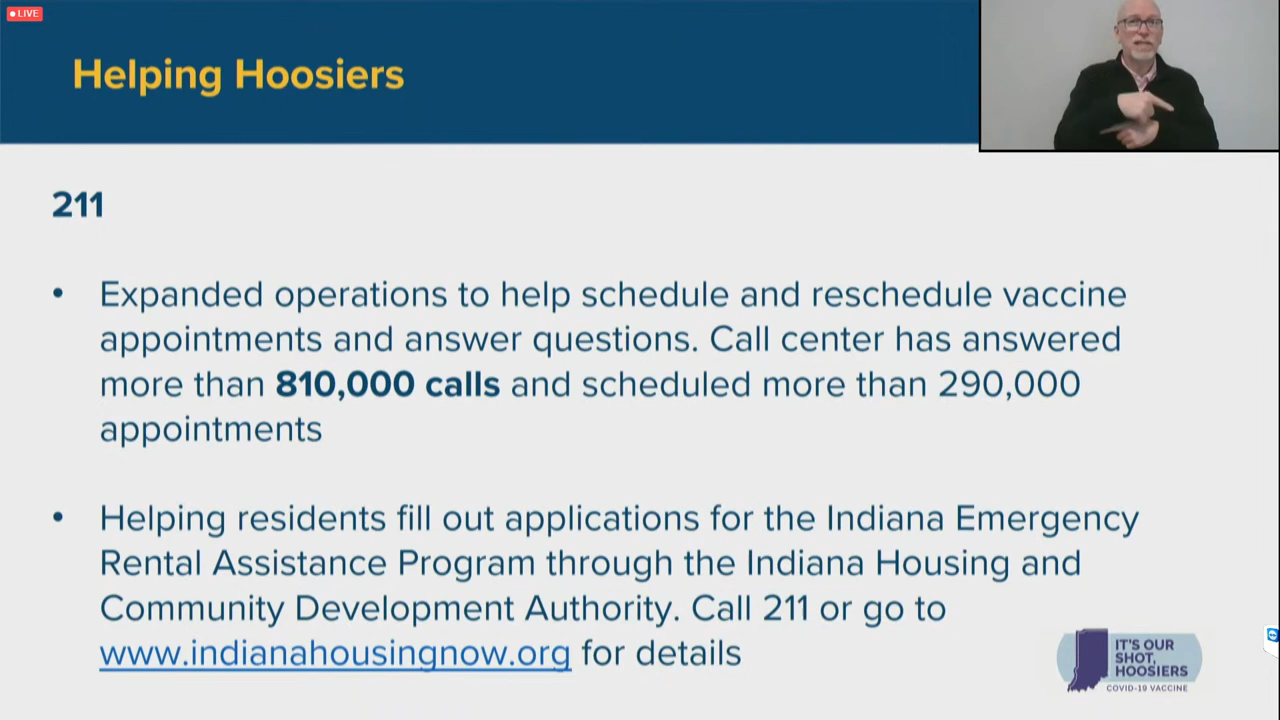 LIVE
Helping Hoosiers
211
• Expanded operations to help schedule and reschedule vaccine
appointments and answer questions. Call center has answered
more than 810,000 calls and scheduled more than 290,000
appointments
• Helping residents fill out applications for the Indiana Emergency
Rental Assistance Program through the Indiana Housing and
Community Development Authority. Call 211 or go to
www.indianahousingnow.org for details
IT'S OUR
SHOT,
HOOSIERS
COVID-19 VACCINE